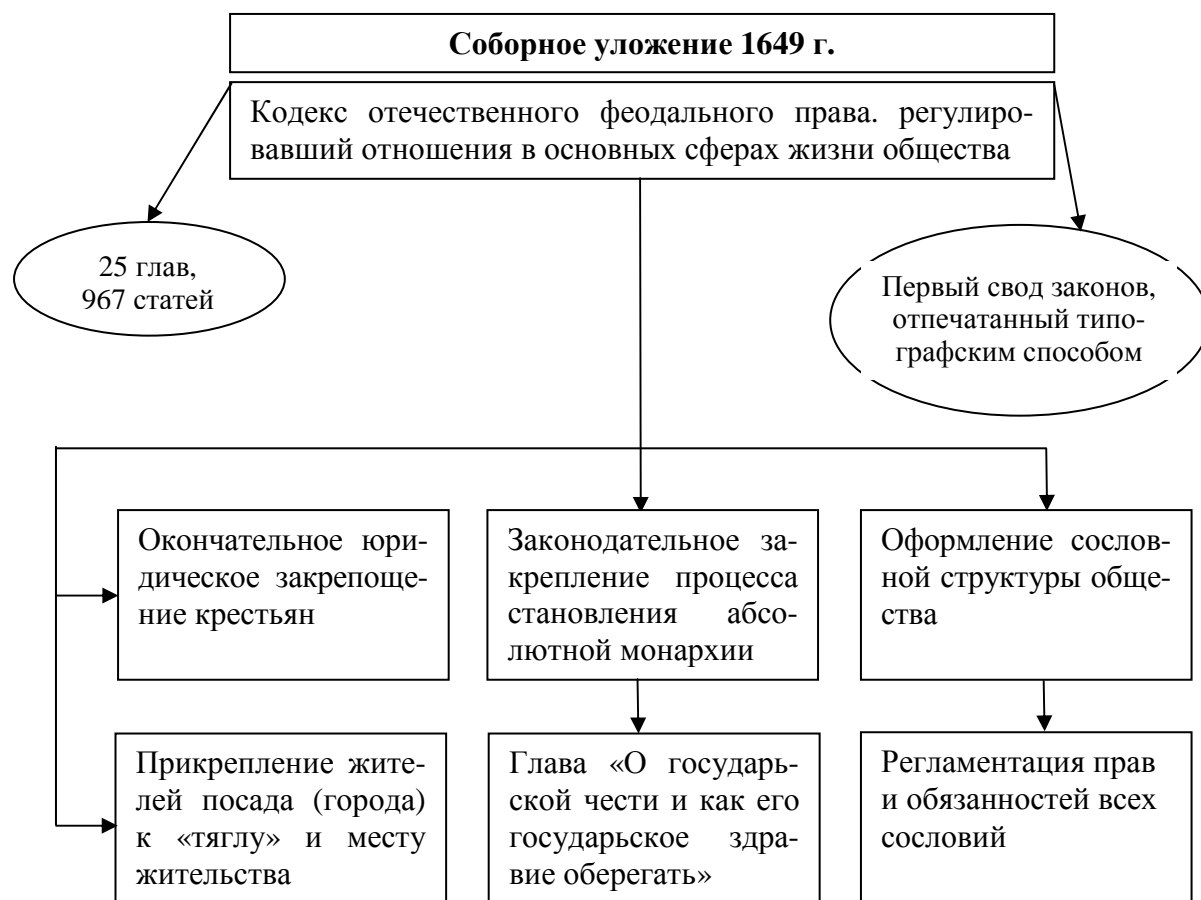 Соборное уложение 1649 г.
Кодекс отечественного феодального права. регулиро-
вавший отношения в основных сферах жизни общества
25 глав,
967 статей
Первый свод законов,
отпечатанный типо-
графским способом
Окончательное юри-
дическое закрепоще-
ние крестьян
Законодательное за-
крепление процесса
становления абсо-
лютной монархии
Оформление сослов-
ной структуры обще-
ства
Прикрепление жите-
лей посада (города)
к «тяглу» и месту
жительства
Глава «О государь-
ской чести и как его
государьское здра-
вие оберегать»
Регламентация прав
и обязанностей всех
сословий